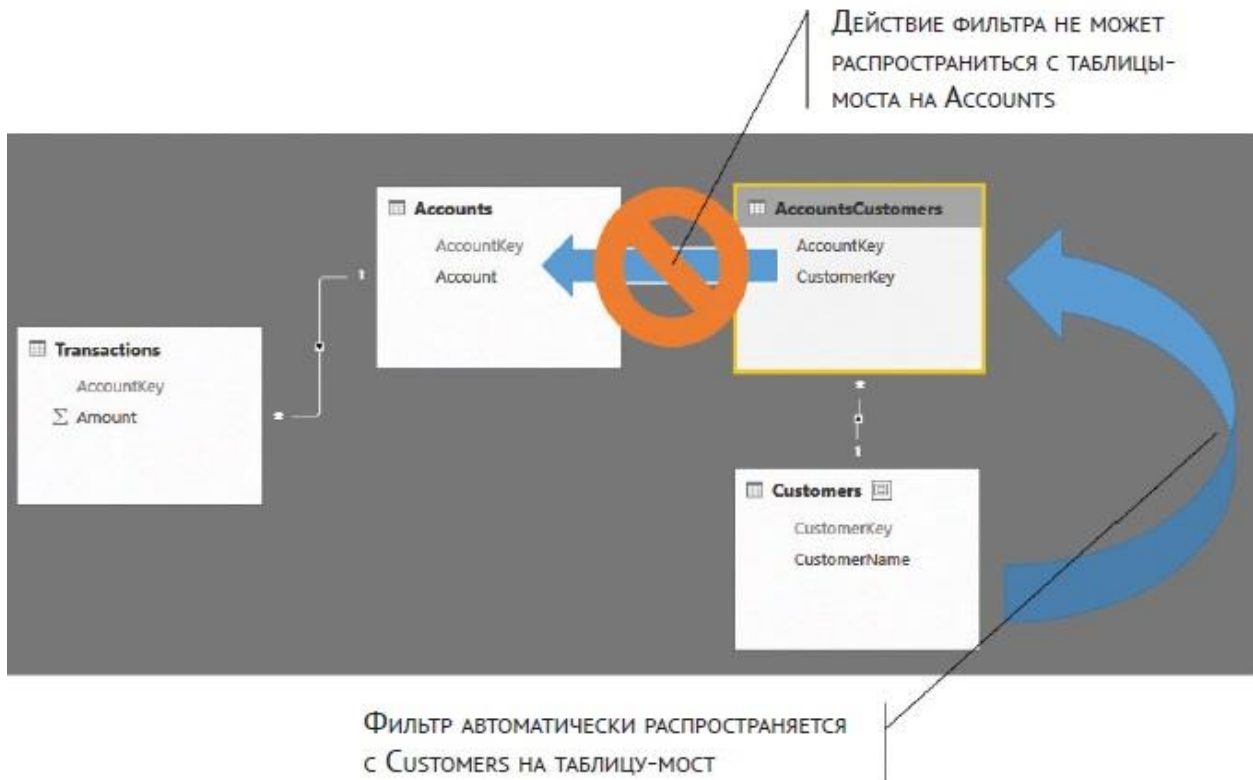 Действие фильтра не может
распространиться с таблицы-
моста на Accounts
Accounts
AccountKey
Account
AccountsCustomers
AccountKey
CustomerKey
1
Transactions
AccountKey
Σ Amount
*
*
1
Customers
CustomerKey
CustomerName
Фильтр автоматически распространяется
с Customers на таблицу-мост